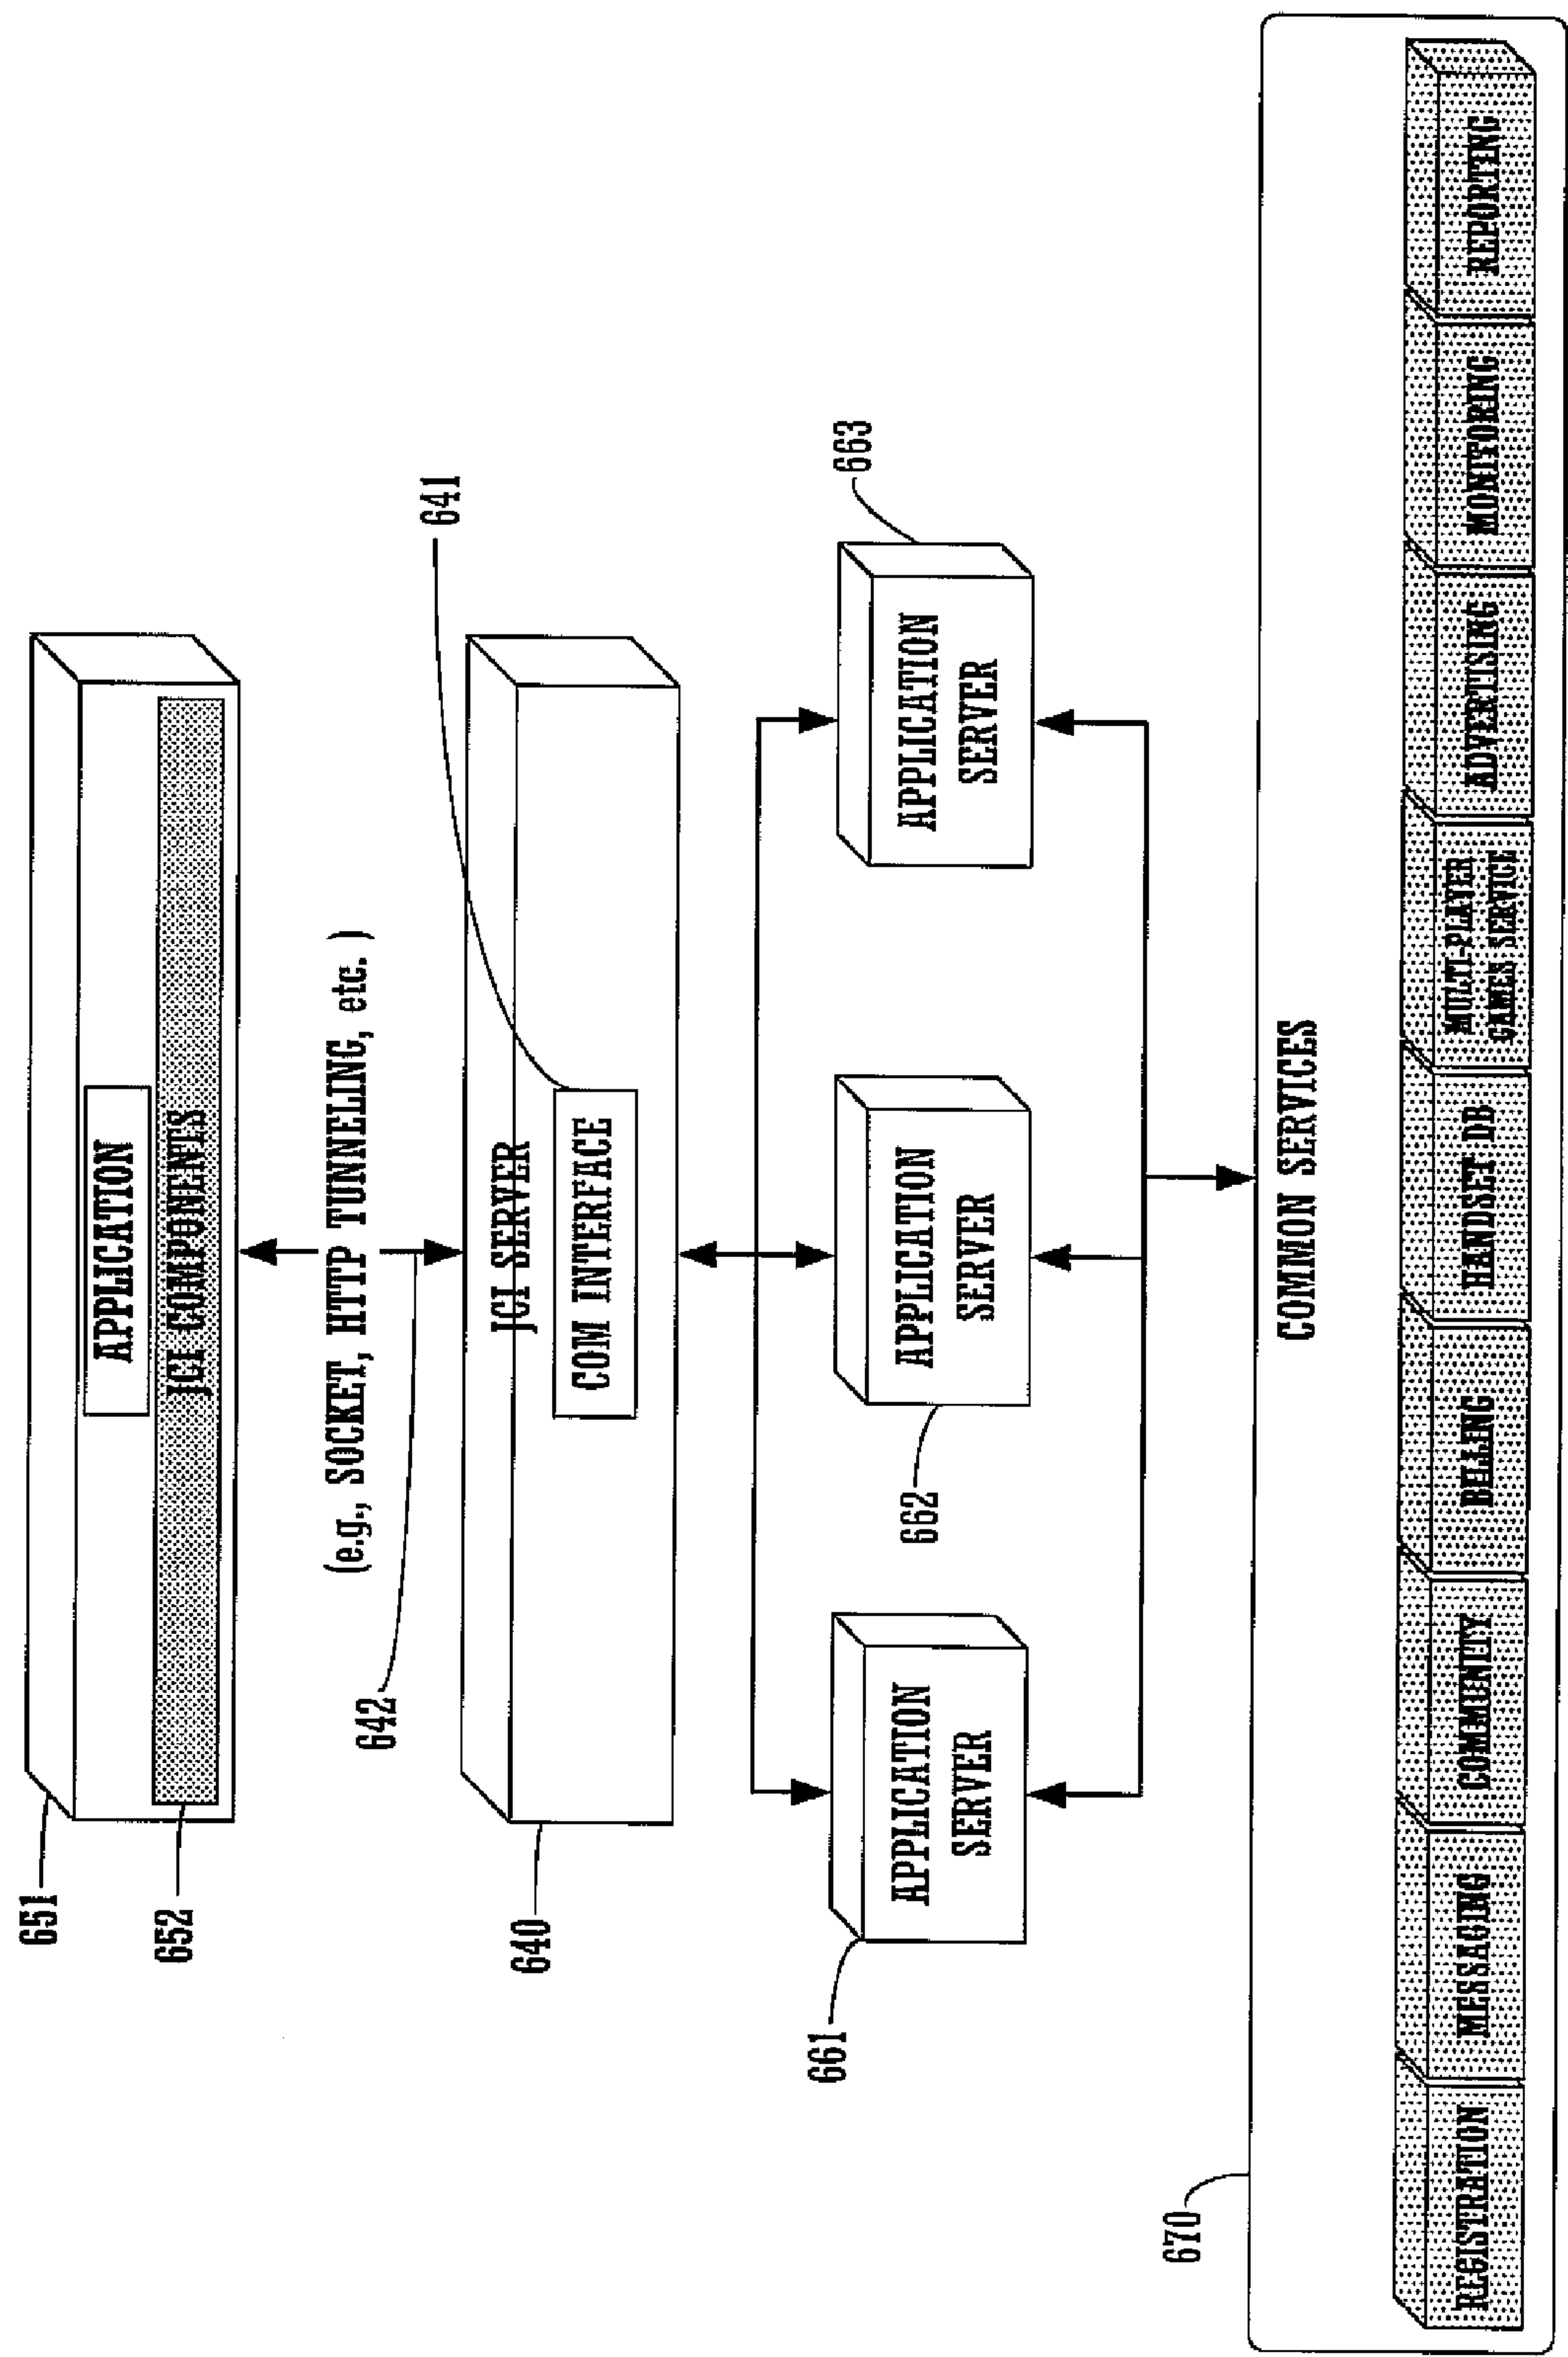 651
APPLICATION
JCI COMPONENTS
652
(e.g., SOCKET, HTTP TUNNELING, etc. )
642
641
JCI SERVER
COM INTERFACE
640
663
APPLICATION
SERVER
661
APPLICATION
SERVER
662
APPLICATION
SERVER
670
COMMON SERVICES
REGISTRATION
MESSAGING
COMMUNITY
BILLING
HANDSET DB
MULTI-PLAYER
GAMES SERVICE
ADVERTISING
MONITORING
REPORTING